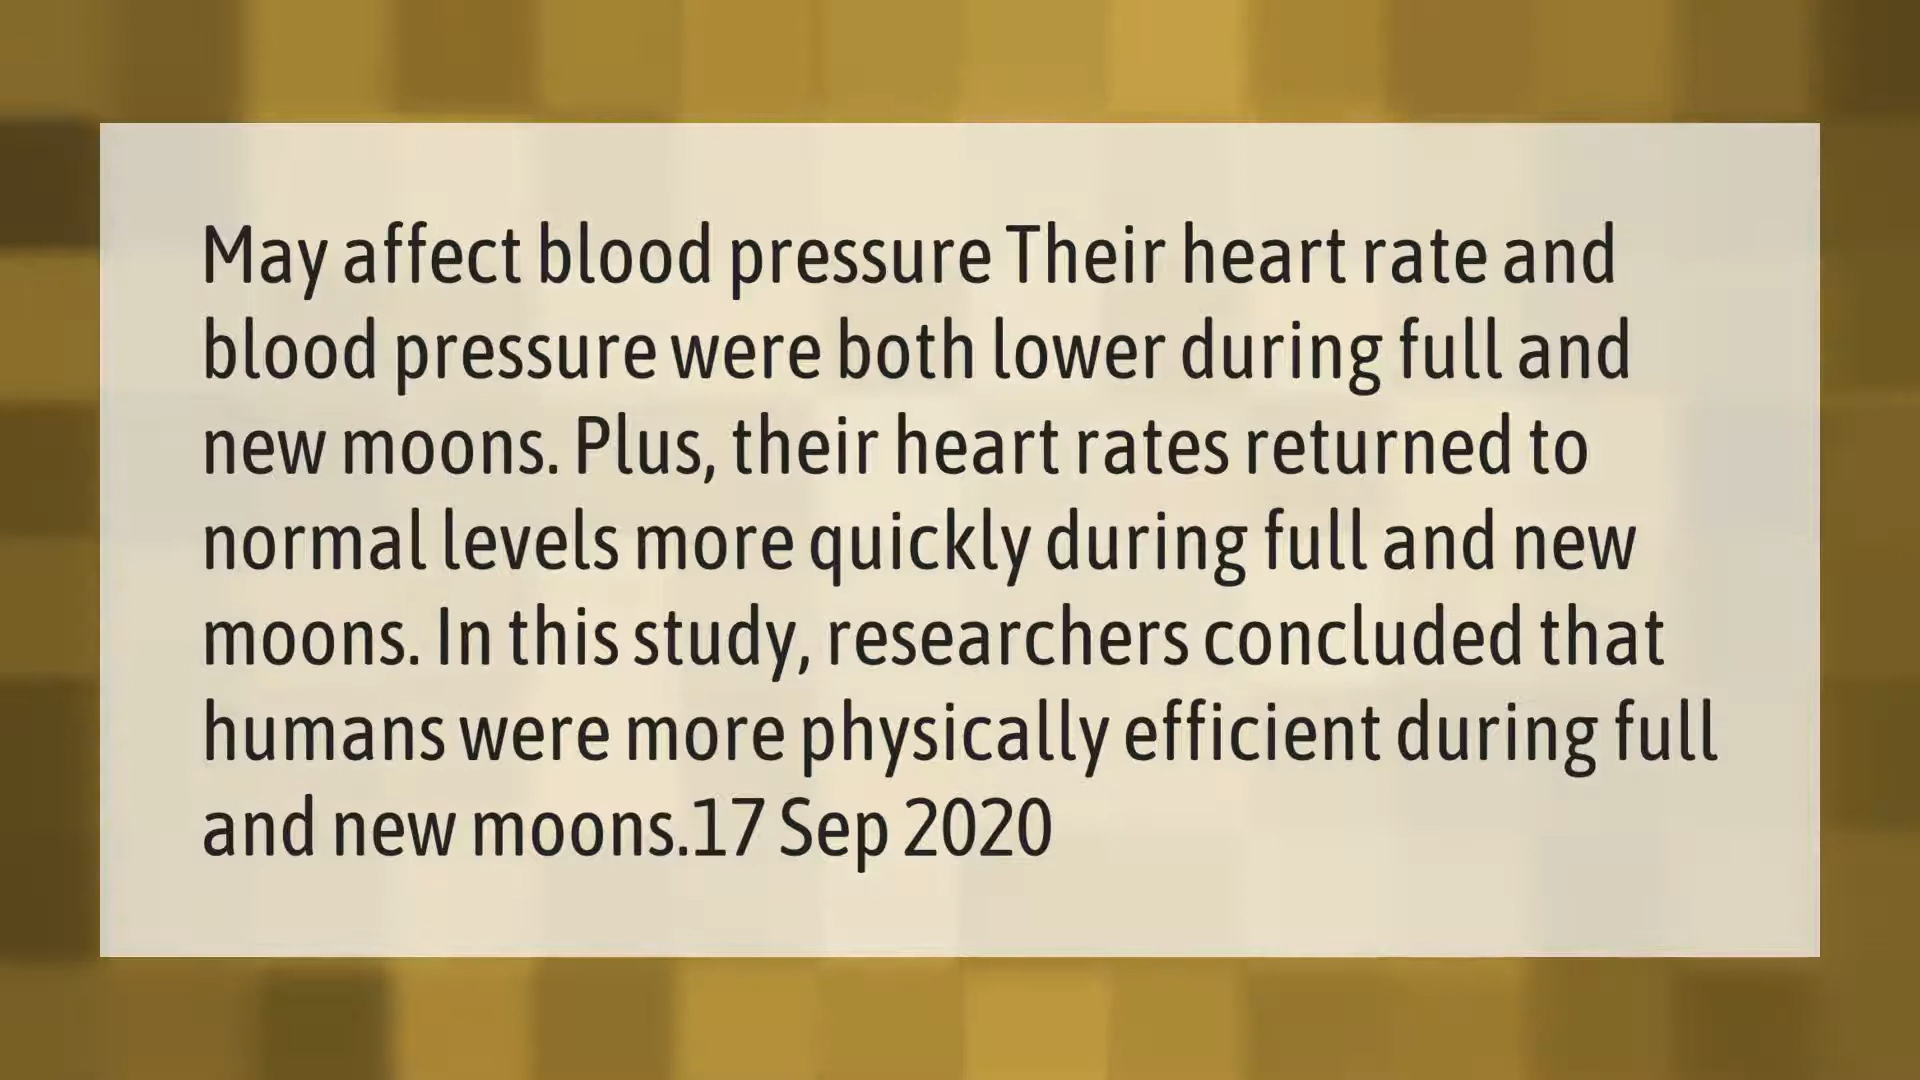 May affect blood pressure Their heart rate and
blood pressure were both lower during full and
new moons. Plus, their heart rates returned to
normal levels more quickly during full and new
moons. In this study, researchers concluded that
humans were more physically efficient during full
and new moons.17 Sep 2020